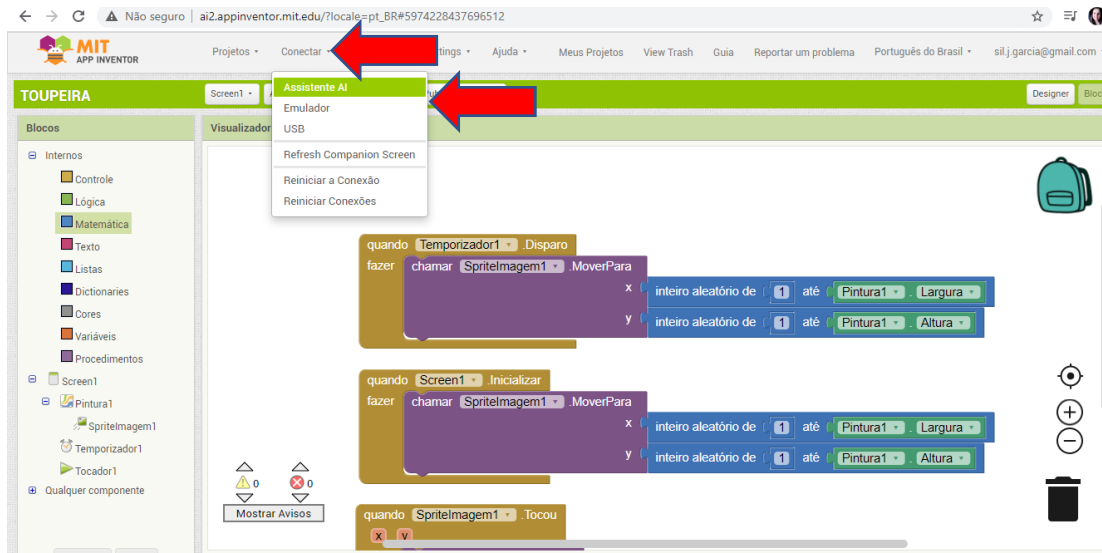 Não seguro | ai2.appinventor.mit.edu/?locale=pt_BR#5974228437696512
MIT
APP INVENTOR
Projetos Conectar ttings Ajuda Meus Projetos View Trash Guia Reportar um problema Português do Brasil sil.j.garcia@gmail.com
TOUPEIRA
Screen1
Designer
Bloc
Assistente AI
Emulador
USB
Refresh Companion Screen
Reiniciar a Conexão
Reiniciar Conexões
Blocos
Visualizador
Internos
Controle
Lógica
Matemática
Texto
Listas
Dictionaries
Cores
Variáveis
Procedimentos
Screen1
Pintura1
SpriteImagem1
Temporizador1
Tocador1
Qualquer componente
quando Temporizador1 .Disparo
fazer chamar SpriteImagem1 .MoverPara
x inteiro aleatório de 1 até Pintura1 . Largura
y inteiro aleatório de 1 até Pintura1 . Altura
quando Screen1 .Inicializar
fazer chamar SpriteImagem1 .MoverPara
x inteiro aleatório de 1 até Pintura1 . Largura
y inteiro aleatório de 1 até Pintura1 . Altura
quando SpriteImagem1 .Tocou
x y
0 0
Mostrar Avisos